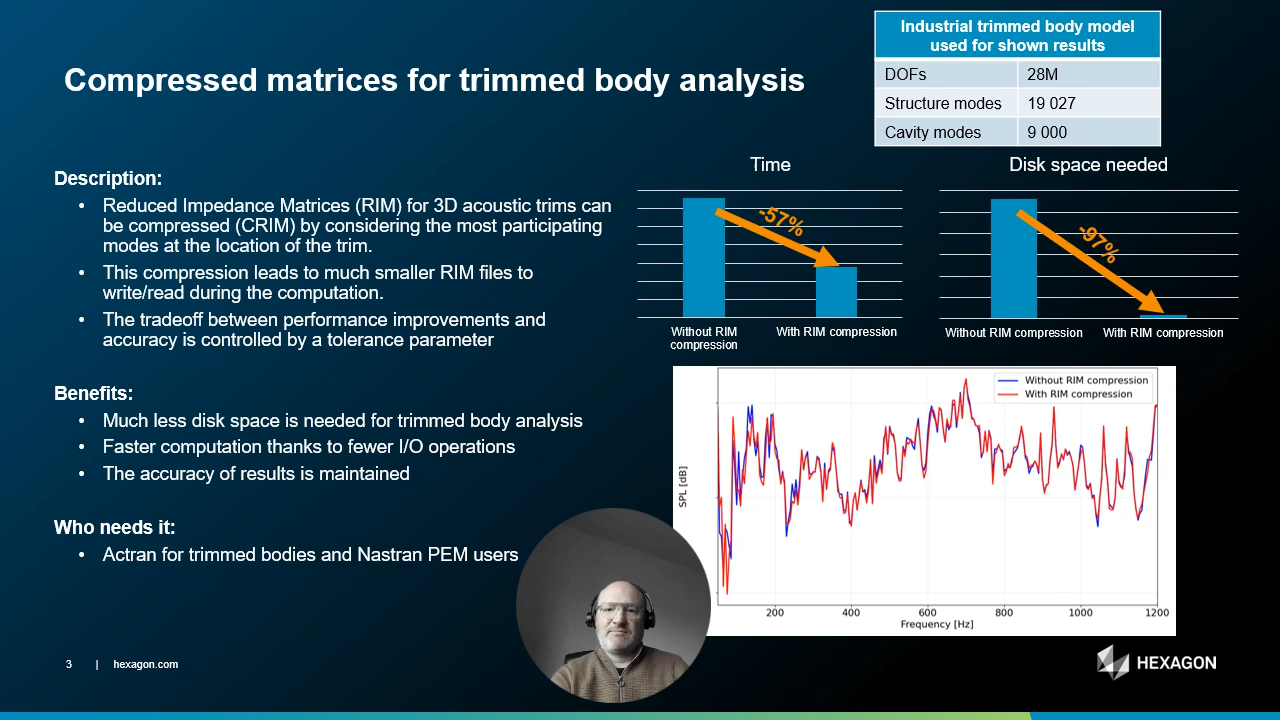 Compressed matrices for trimmed body analysis
Industrial trimmed body model
used for shown results
DOFs 28M
Structure modes 19 027
Cavity modes 9 000
Description:
• Reduced Impedance Matrices (RIM) for 3D acoustic trims can
be compressed (CRIM) by considering the most participating
modes at the location of the trim.
• This compression leads to much smaller RIM files to
write/read during the computation.
• The tradeoff between performance improvements and
accuracy is controlled by a tolerance parameter
Benefits:
• Much less disk space is needed for trimmed body analysis
• Faster computation thanks to fewer I/O operations
• The accuracy of results is maintained
Who needs it:
• Actran for trimmed bodies and Nastran PEM users
Time
-57%
Without RIM
compression
With RIM compression
Disk space needed
-97%
Without RIM compression
With RIM compression
Without RIM compression
With RIM compression
SPL [dB]
200 400 600 800 1000 1200
Frequency [Hz]
3 | hexagon.com
HEXAGON